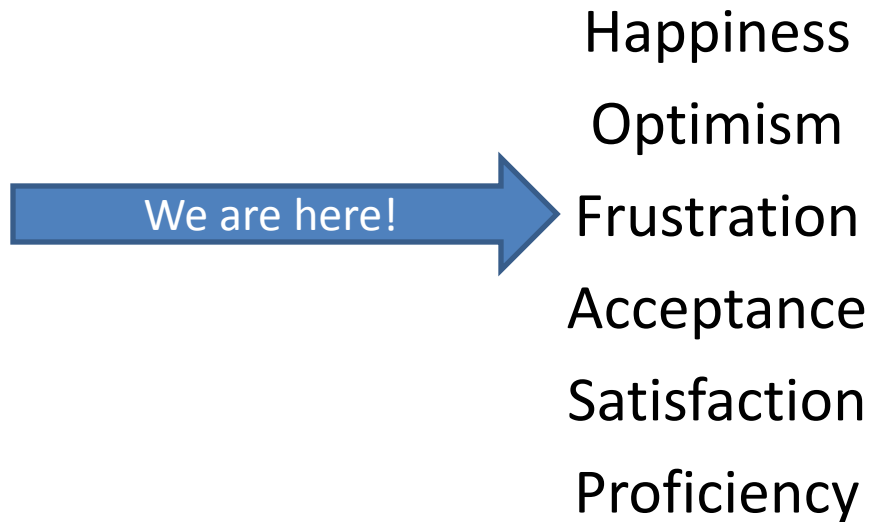 Happiness
Optimism
We are here!
Frustration
Acceptance
Satisfaction
Proficiency